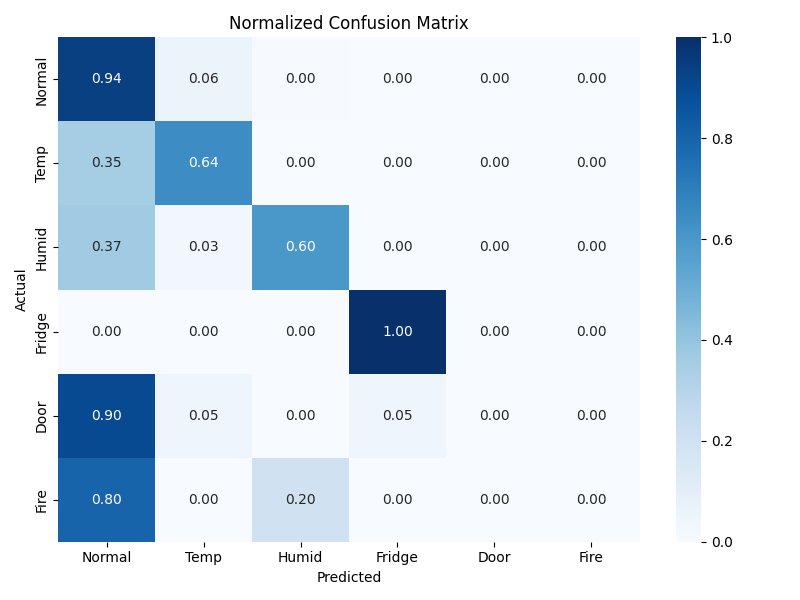 Normalized Confusion Matrix
Actual
Normal 0.94 0.06 0.00 0.00 0.00 0.00
Temp 0.35 0.64 0.00 0.00 0.00 0.00
Humid 0.37 0.03 0.60 0.00 0.00 0.00
Fridge 0.00 0.00 0.00 1.00 0.00 0.00
Door 0.90 0.05 0.00 0.05 0.00 0.00
Fire 0.80 0.00 0.20 0.00 0.00 0.00
Normal Temp Humid Fridge Door Fire
Predicted
1.0
0.8
0.6
0.4
0.2
0.0